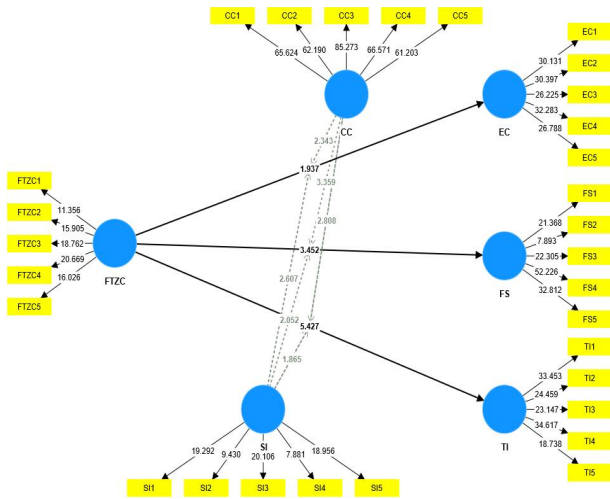 CC1
CC2
CC3
CC4
CC5
65.624
62.190
85.273
66.571
61.203
CC
EC1
EC2
EC3
EC4
EC5
30.131
30.397
26.225
32.283
26.788
EC
2.343
1.937
3.359
2.808
FTZC1
FTZC2
FTZC3
FTZC4
FTZC5
11.356
15.905
18.762
20.669
16.026
FTZC
3.452
FS1
FS2
FS3
FS4
FS5
21.368
7.893
22.305
52.226
32.812
FS
2.607
2.052
5.427
1.865
TI1
TI2
TI3
TI4
TI5
33.453
24.459
23.147
34.617
18.738
TI
SI
19.292
9.430
20.106
7.881
18.956
SI1
SI2
SI3
SI4
SI5